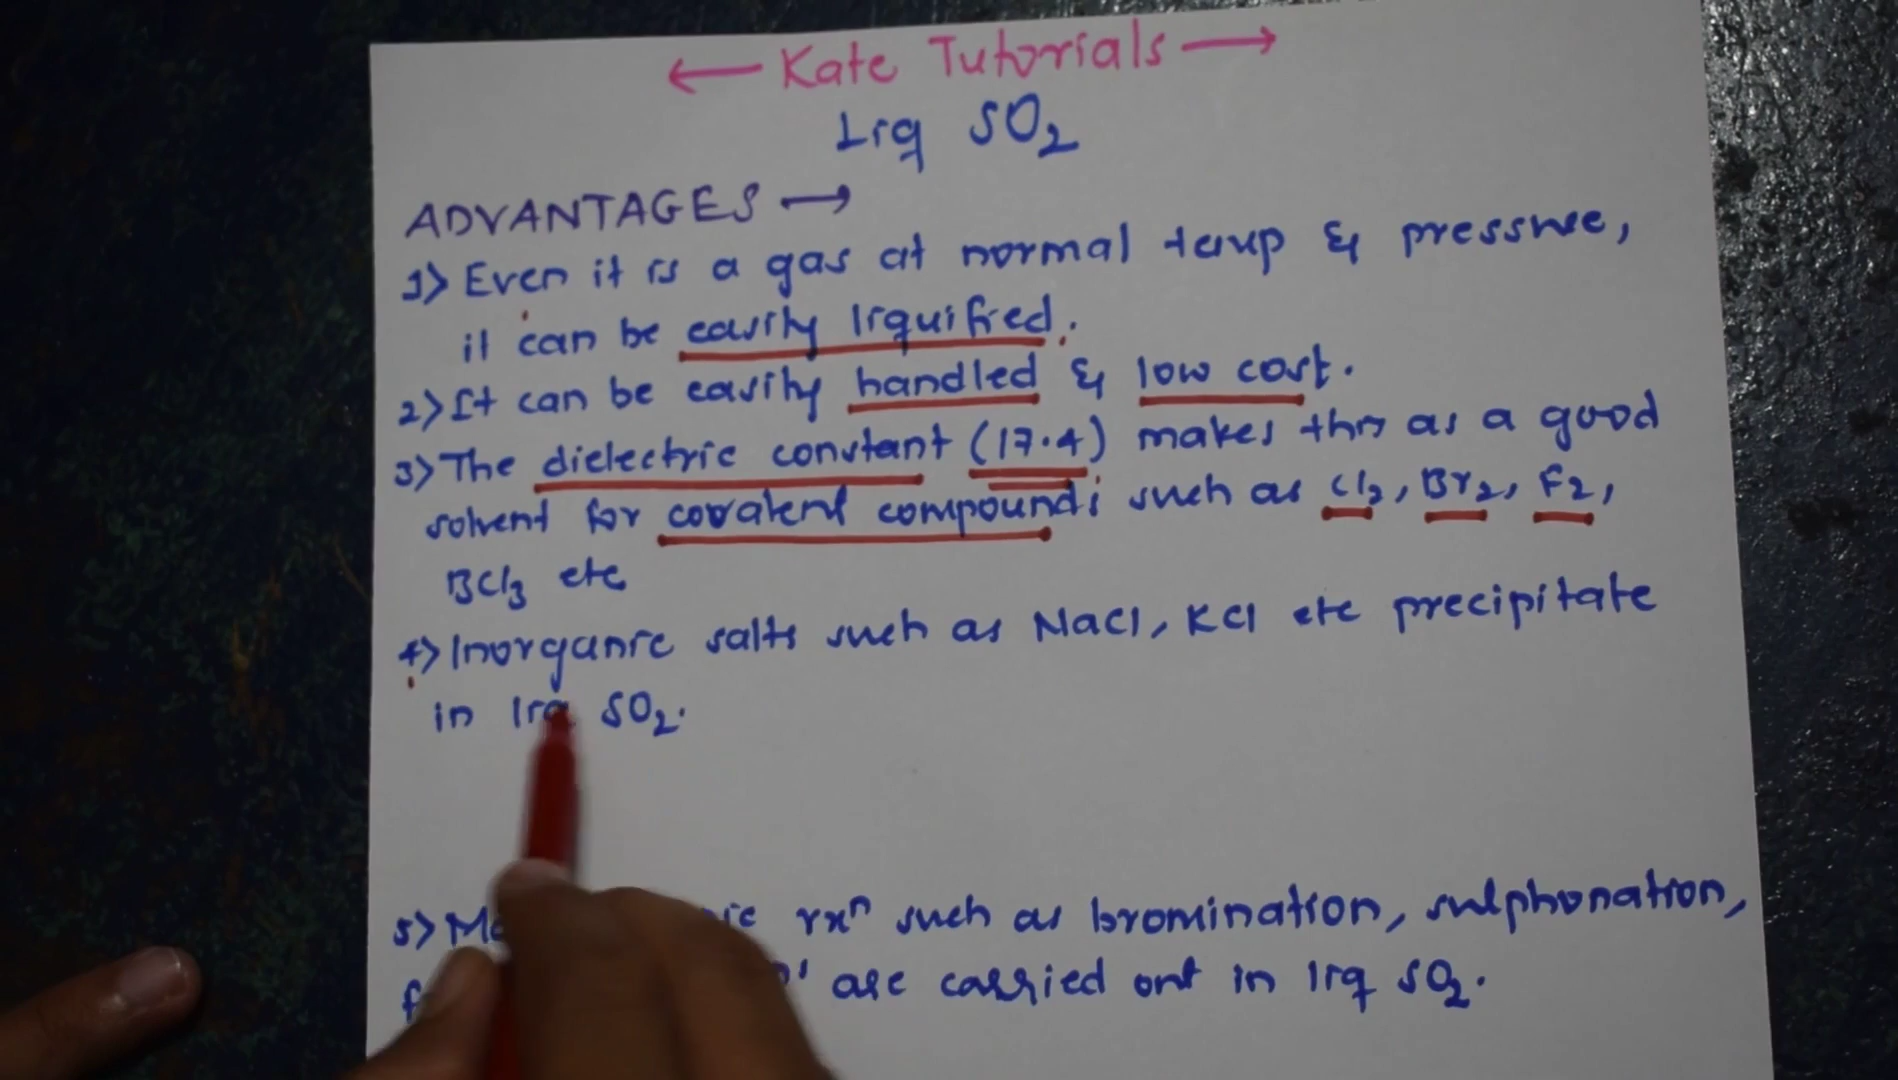 ← Kate Tutorials →
Liq SO2
ADVANTAGES →
1) Even it is a gas at normal temp & pressure,
it can be easily liquified.
2) It can be easily handled & low cost.
3) The dielectric constant (17.4) makes this as a good
solvent for covalent compounds such as Cl2, Br2, F2,
BCl3 etc
4) Inorganic salts such as NaCl, KCl etc precipitate
in liq SO2.
5) rxn such as bromination, sulphonation,
are carried out in liq SO2.